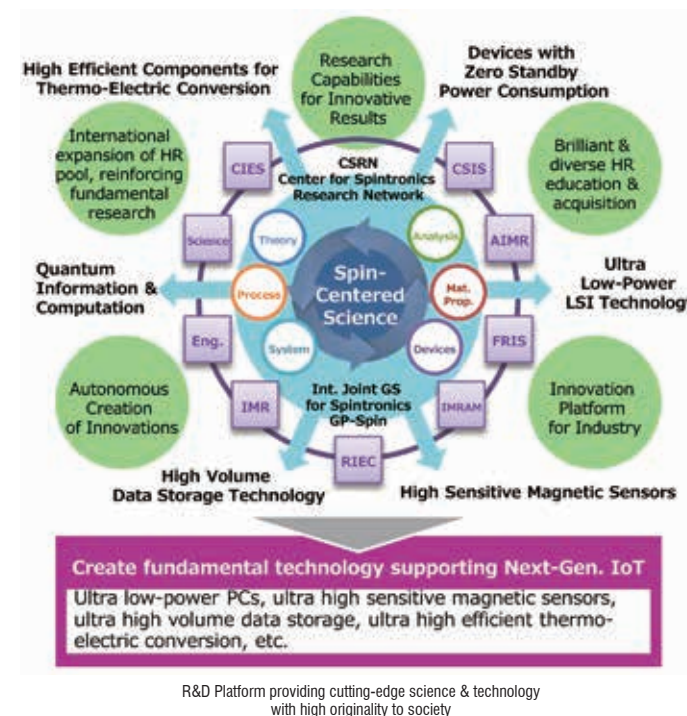 Research
Capabilities
for Innovative
Results
High Efficient Components for
Thermo-Electric Conversion
Devices with
Zero Standby
Power Consumption
International
expansion of HR
pool, reinforcing
fundamental
research
Brilliant &
diverse HR
education &
acquisition
CIES
CSIS
CSRN
Center for Spintronics
Research Network
Science
AIMR
Theory
Analysis
Quantum
Information &
Computation
Process
Spin-
Centered
Science
Mat.
Prop.
Ultra
Low-Power
LSI Technology
Eng.
FRIS
System
Devices
Autonomous
Creation
of Innovations
Innovation
Platform
for Industry
IMR
IMRAM
Int. Joint GS
for Spintronics
GP-Spin
RIEC
High Volume
Data Storage Technology
High Sensitive Magnetic Sensors
Create fundamental technology supporting Next-Gen. IoT
Ultra low-power PCs, ultra high sensitive magnetic sensors,
ultra high volume data storage, ultra high efficient thermo-
electric conversion, etc.
R&D Platform providing cutting-edge science & technology
with high originality to society